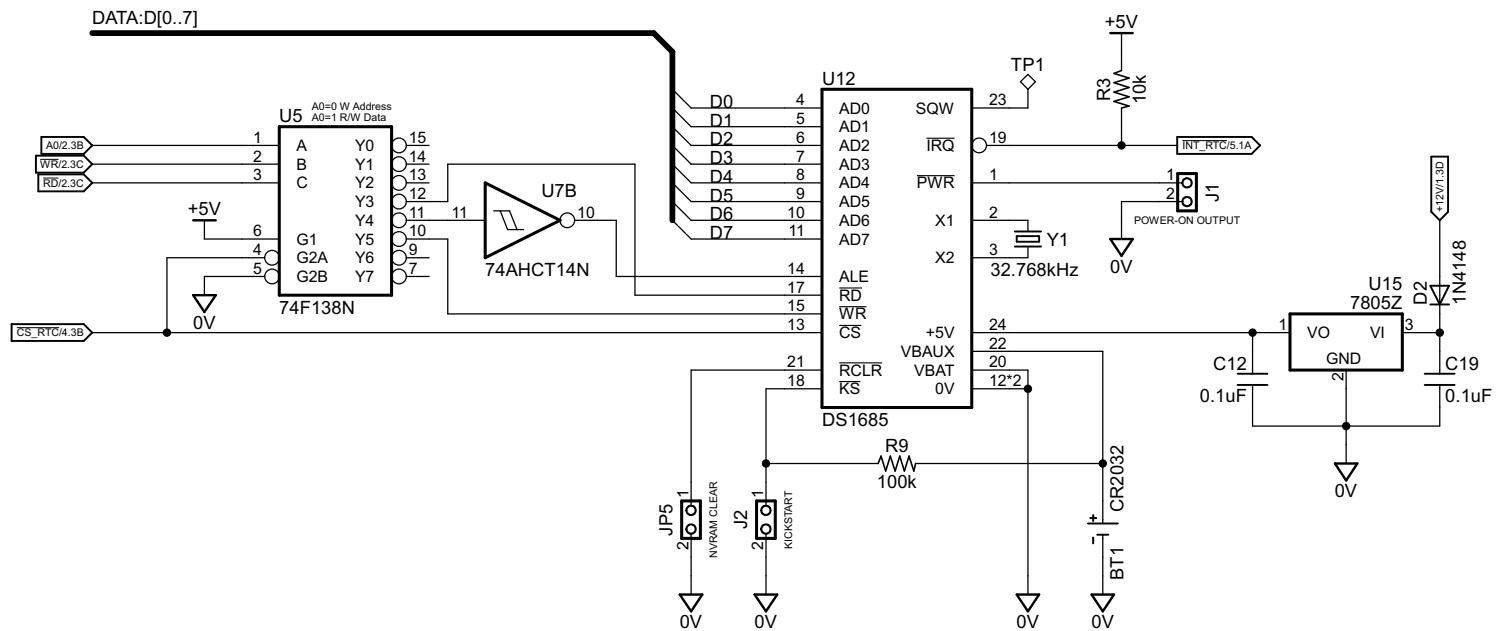 DATA:D[0..7]
+5V
TP1
R3
10k
U12
U5
A0=0 W Address
A0=1 R/W Data
A0/2.3B
WR/2.3C
RD/2.3C
1 A
2 B
3 C
+5V
6 G1
4 G2A
5 G2B
0V
Y0 15
Y1 14
Y2 13
Y3 12
Y4 11
Y5 10
Y6 9
Y7 7
74F138N
11
U7B
10
74AHCT14N
CS_RTC/4.3B
D0 4 AD0
D1 5 AD1
D2 6 AD2
D3 7 AD3
D4 8 AD4
D5 9 AD5
D6 10 AD6
D7 11 AD7
14 ALE
17 RD
15 WR
13 CS
21 RCLR
18 KS
SQW 23
IRQ 19
PWR 1
X1 2
X2 3
+5V 24
VBAUX 22
VBAT 20
0V 12*2
DS1685
INT_RTC/5.1A
1
2
J1
POWER-ON OUTPUT
0V
Y1
32.768kHz
+12V/1.3D
D2
1N4148
U15
7805Z
1 VO
VI 3
GND
2
C12
0.1uF
C19
0.1uF
0V
R9
100k
JP5
1
2
NVRAM CLEAR
J2
1
2
KICKSTART
CR2032
+
-
BT1
0V
0V
0V
0V